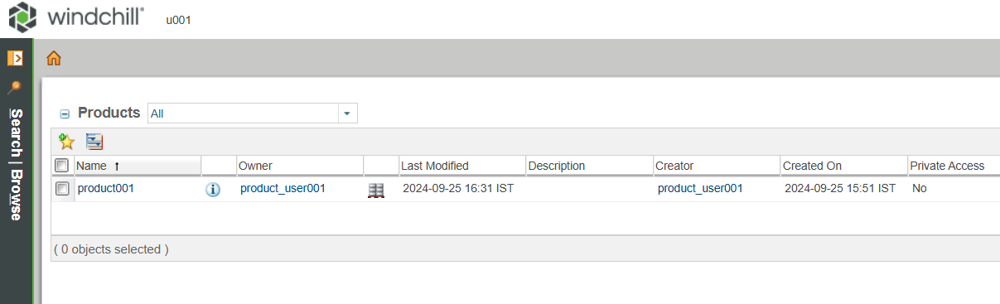 windchill® u001
Products All
Name ↑ Owner Last Modified Description Creator Created On Private Access
product001 product_user001 2024-09-25 16:31 IST product_user001 2024-09-25 15:51 IST No
( 0 objects selected )
Search | Browse